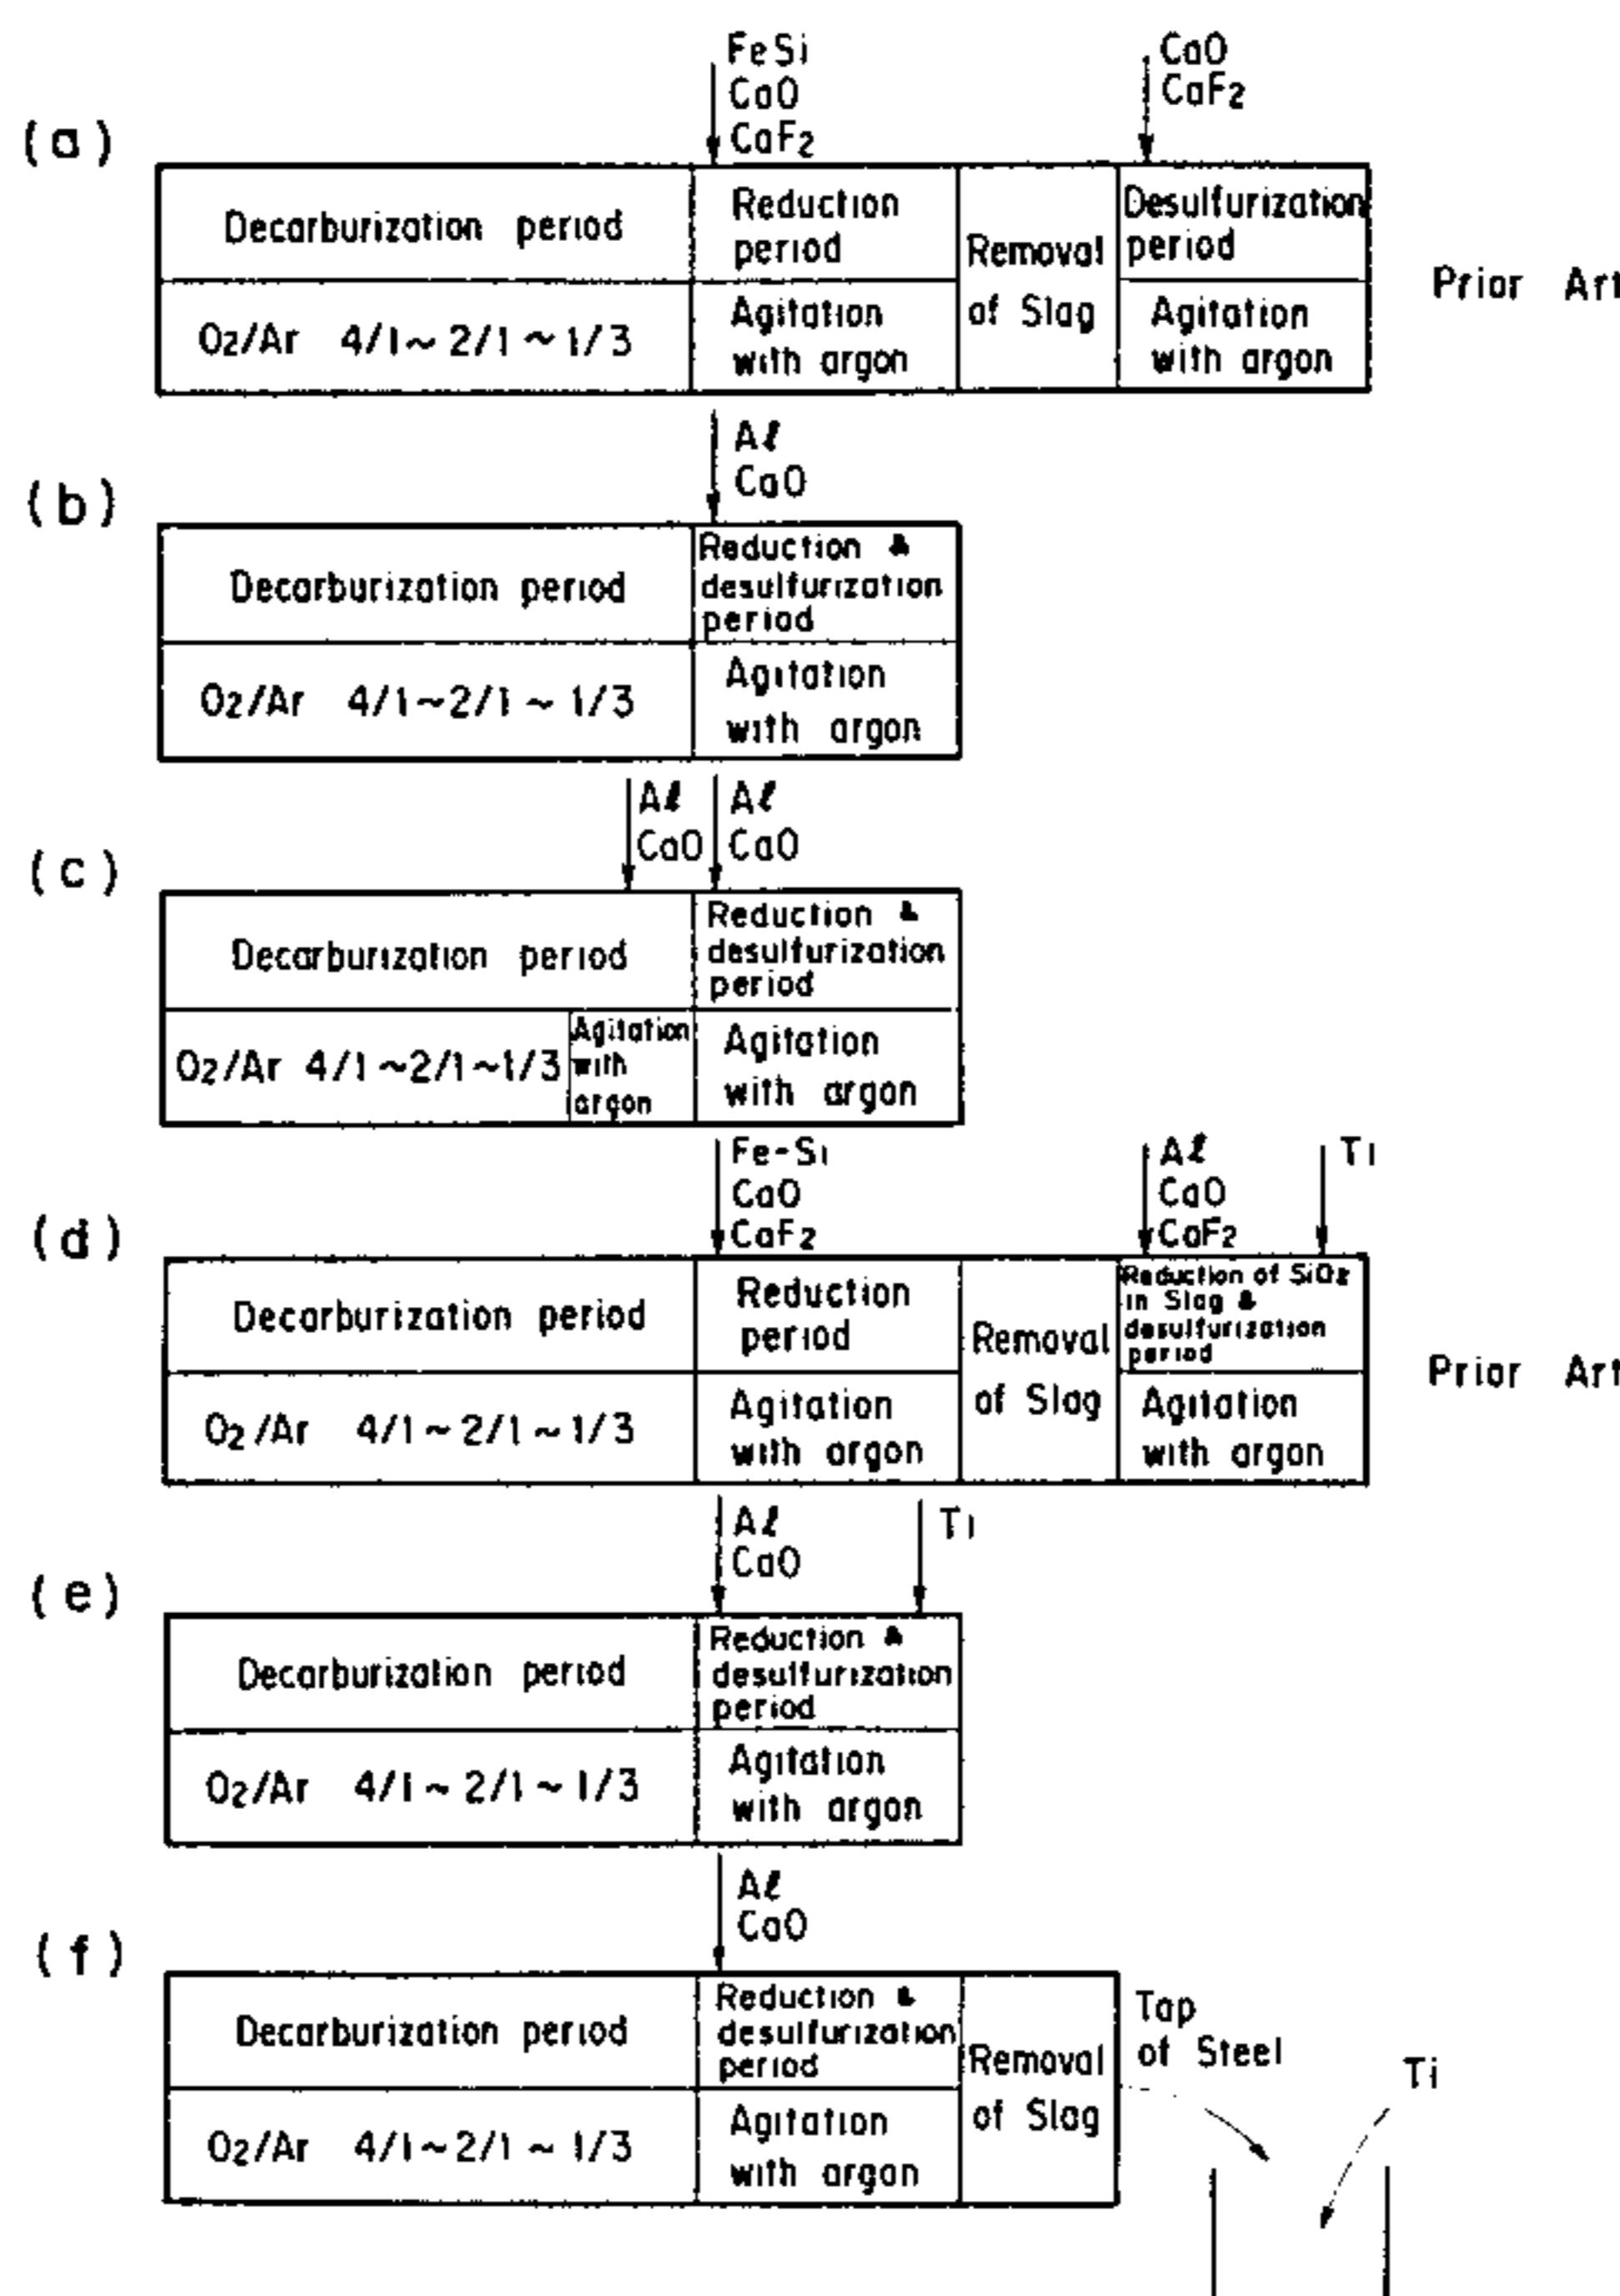 FeSi
CaO
CaF2
CaO
CaF2
(a)
Decarburization period
Reduction
period
Removal
of Slag
Desulfurization
period
O2/Ar 4/1~ 2/1 ~ 1/3
Agitation
with argon
Agitation
with argon
Prior Art
Aℓ
CaO
(b)
Decarburization period
Reduction &
desulfurization
period
O2/Ar 4/1~2/1~ 1/3
Agitation
with argon
Aℓ
CaO
Aℓ
CaO
(c)
Decarburization period
Reduction &
desulfurization
period
O2/Ar 4/1~2/1~1/3
Agitation
with
argon
Agitation
with argon
Fe-Si
CaO
CaF2
Aℓ
CaO
CaF2
Ti
(d)
Decarburization period
Reduction
period
Removal
of Slag
Reduction of SiO2
in Slag &
desulfurization
period
O2/Ar 4/1~2/1~1/3
Agitation
with argon
Agitation
with argon
Prior Art
Aℓ
CaO
Ti
(e)
Decarburization period
Reduction &
desulfurization
period
O2/Ar 4/1~ 2/1~1/3
Agitation
with argon
Aℓ
CaO
(f)
Decarburization period
Reduction &
desulfurization
period
Removal
of Slag
O2/Ar 4/1~2/1~ 1/3
Agitation
with argon
Tap
of Steel
Ti